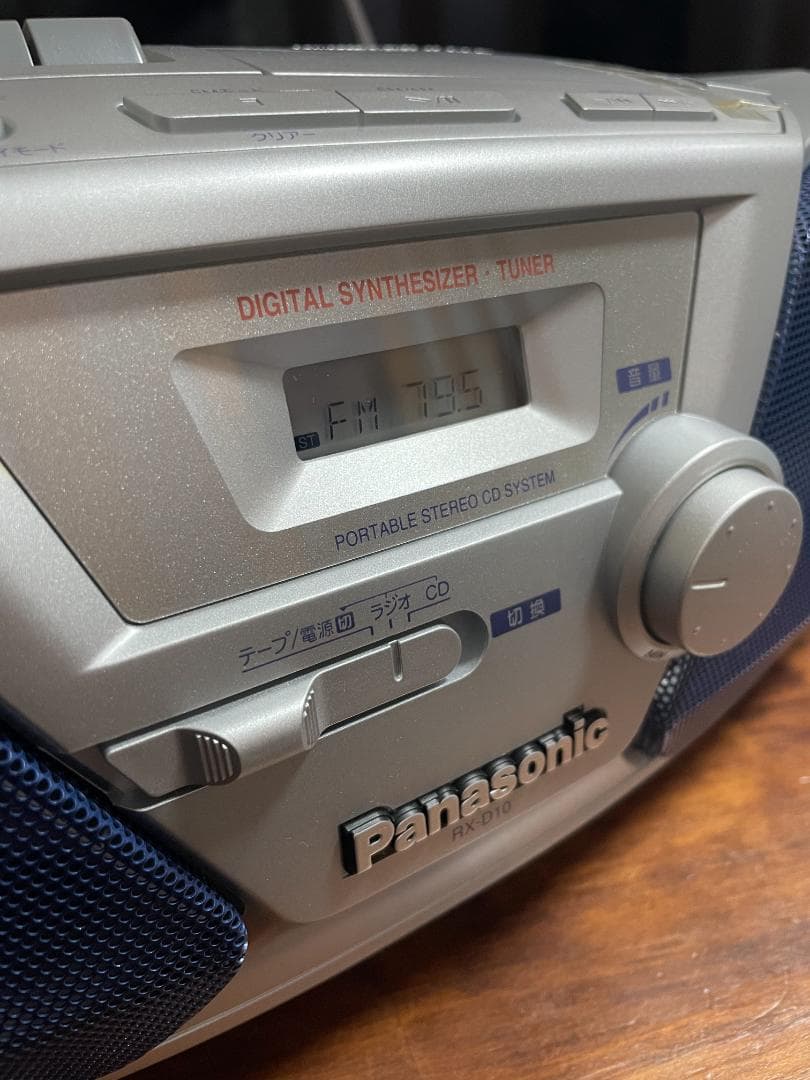 クリアー
DIGITAL SYNTHESIZER · TUNER
ST FM 79.5
音量
PORTABLE STEREO CD SYSTEM
テープ/電源切 ラジオ CD
切換
Panasonic
RX-D10